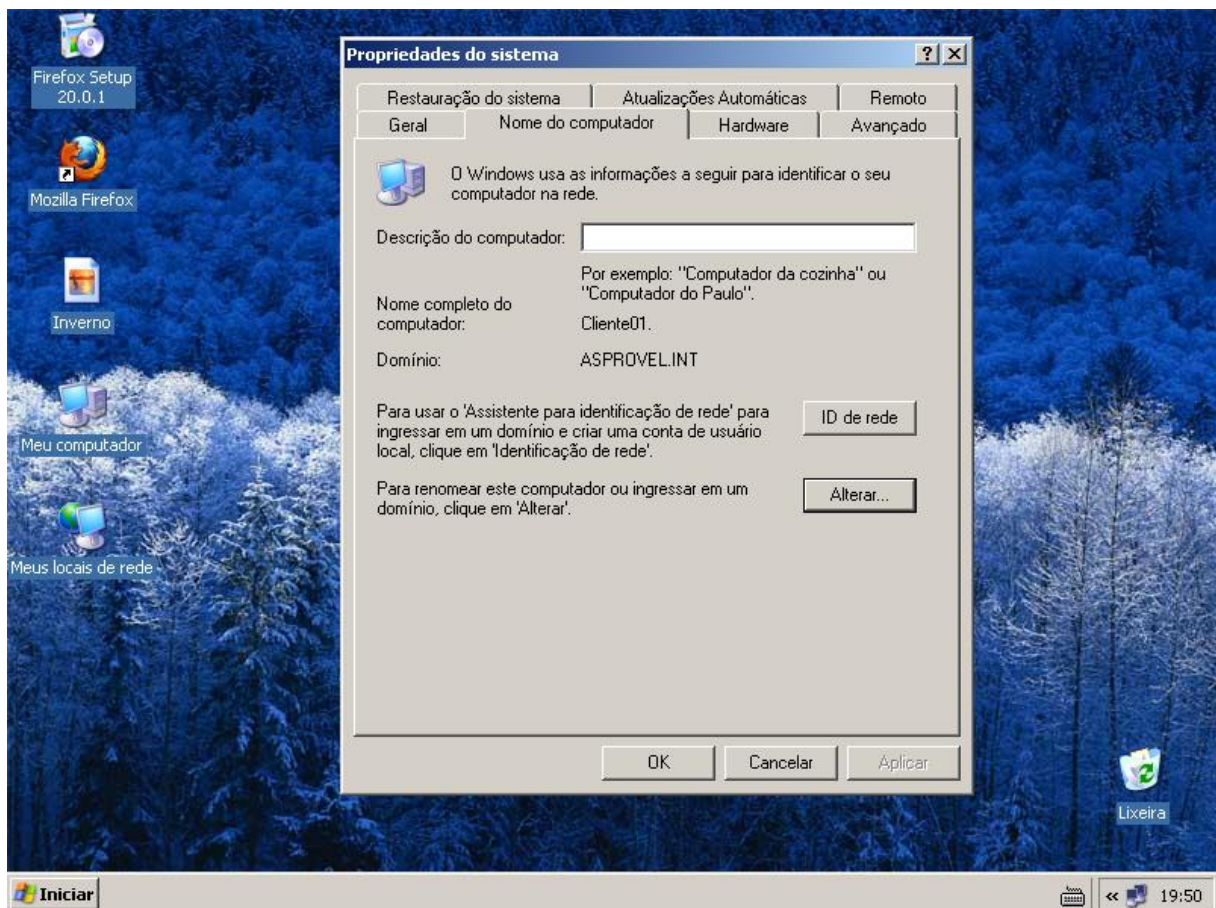 Firefox Setup
20.0.1
Mozilla Firefox
Inverno
Meu computador
Meus locais de rede
Propriedades do sistema
Restauração do sistema
Atualizações Automáticas
Remoto
Geral
Nome do computador
Hardware
Avançado
O Windows usa as informações a seguir para identificar o seu
computador na rede.
Descrição do computador:
Por exemplo: "Computador da cozinha" ou
"Computador do Paulo".
Nome completo do
computador:
Cliente01.
Domínio:
ASPROVEL.INT
Para usar o 'Assistente para identificação de rede' para
ingressar em um domínio e criar uma conta de usuário
local, clique em 'Identificação de rede'.
ID de rede
Para renomear este computador ou ingressar em um
domínio, clique em 'Alterar'.
Alterar...
OK
Cancelar
Aplicar
Lixeira
Iniciar
19:50